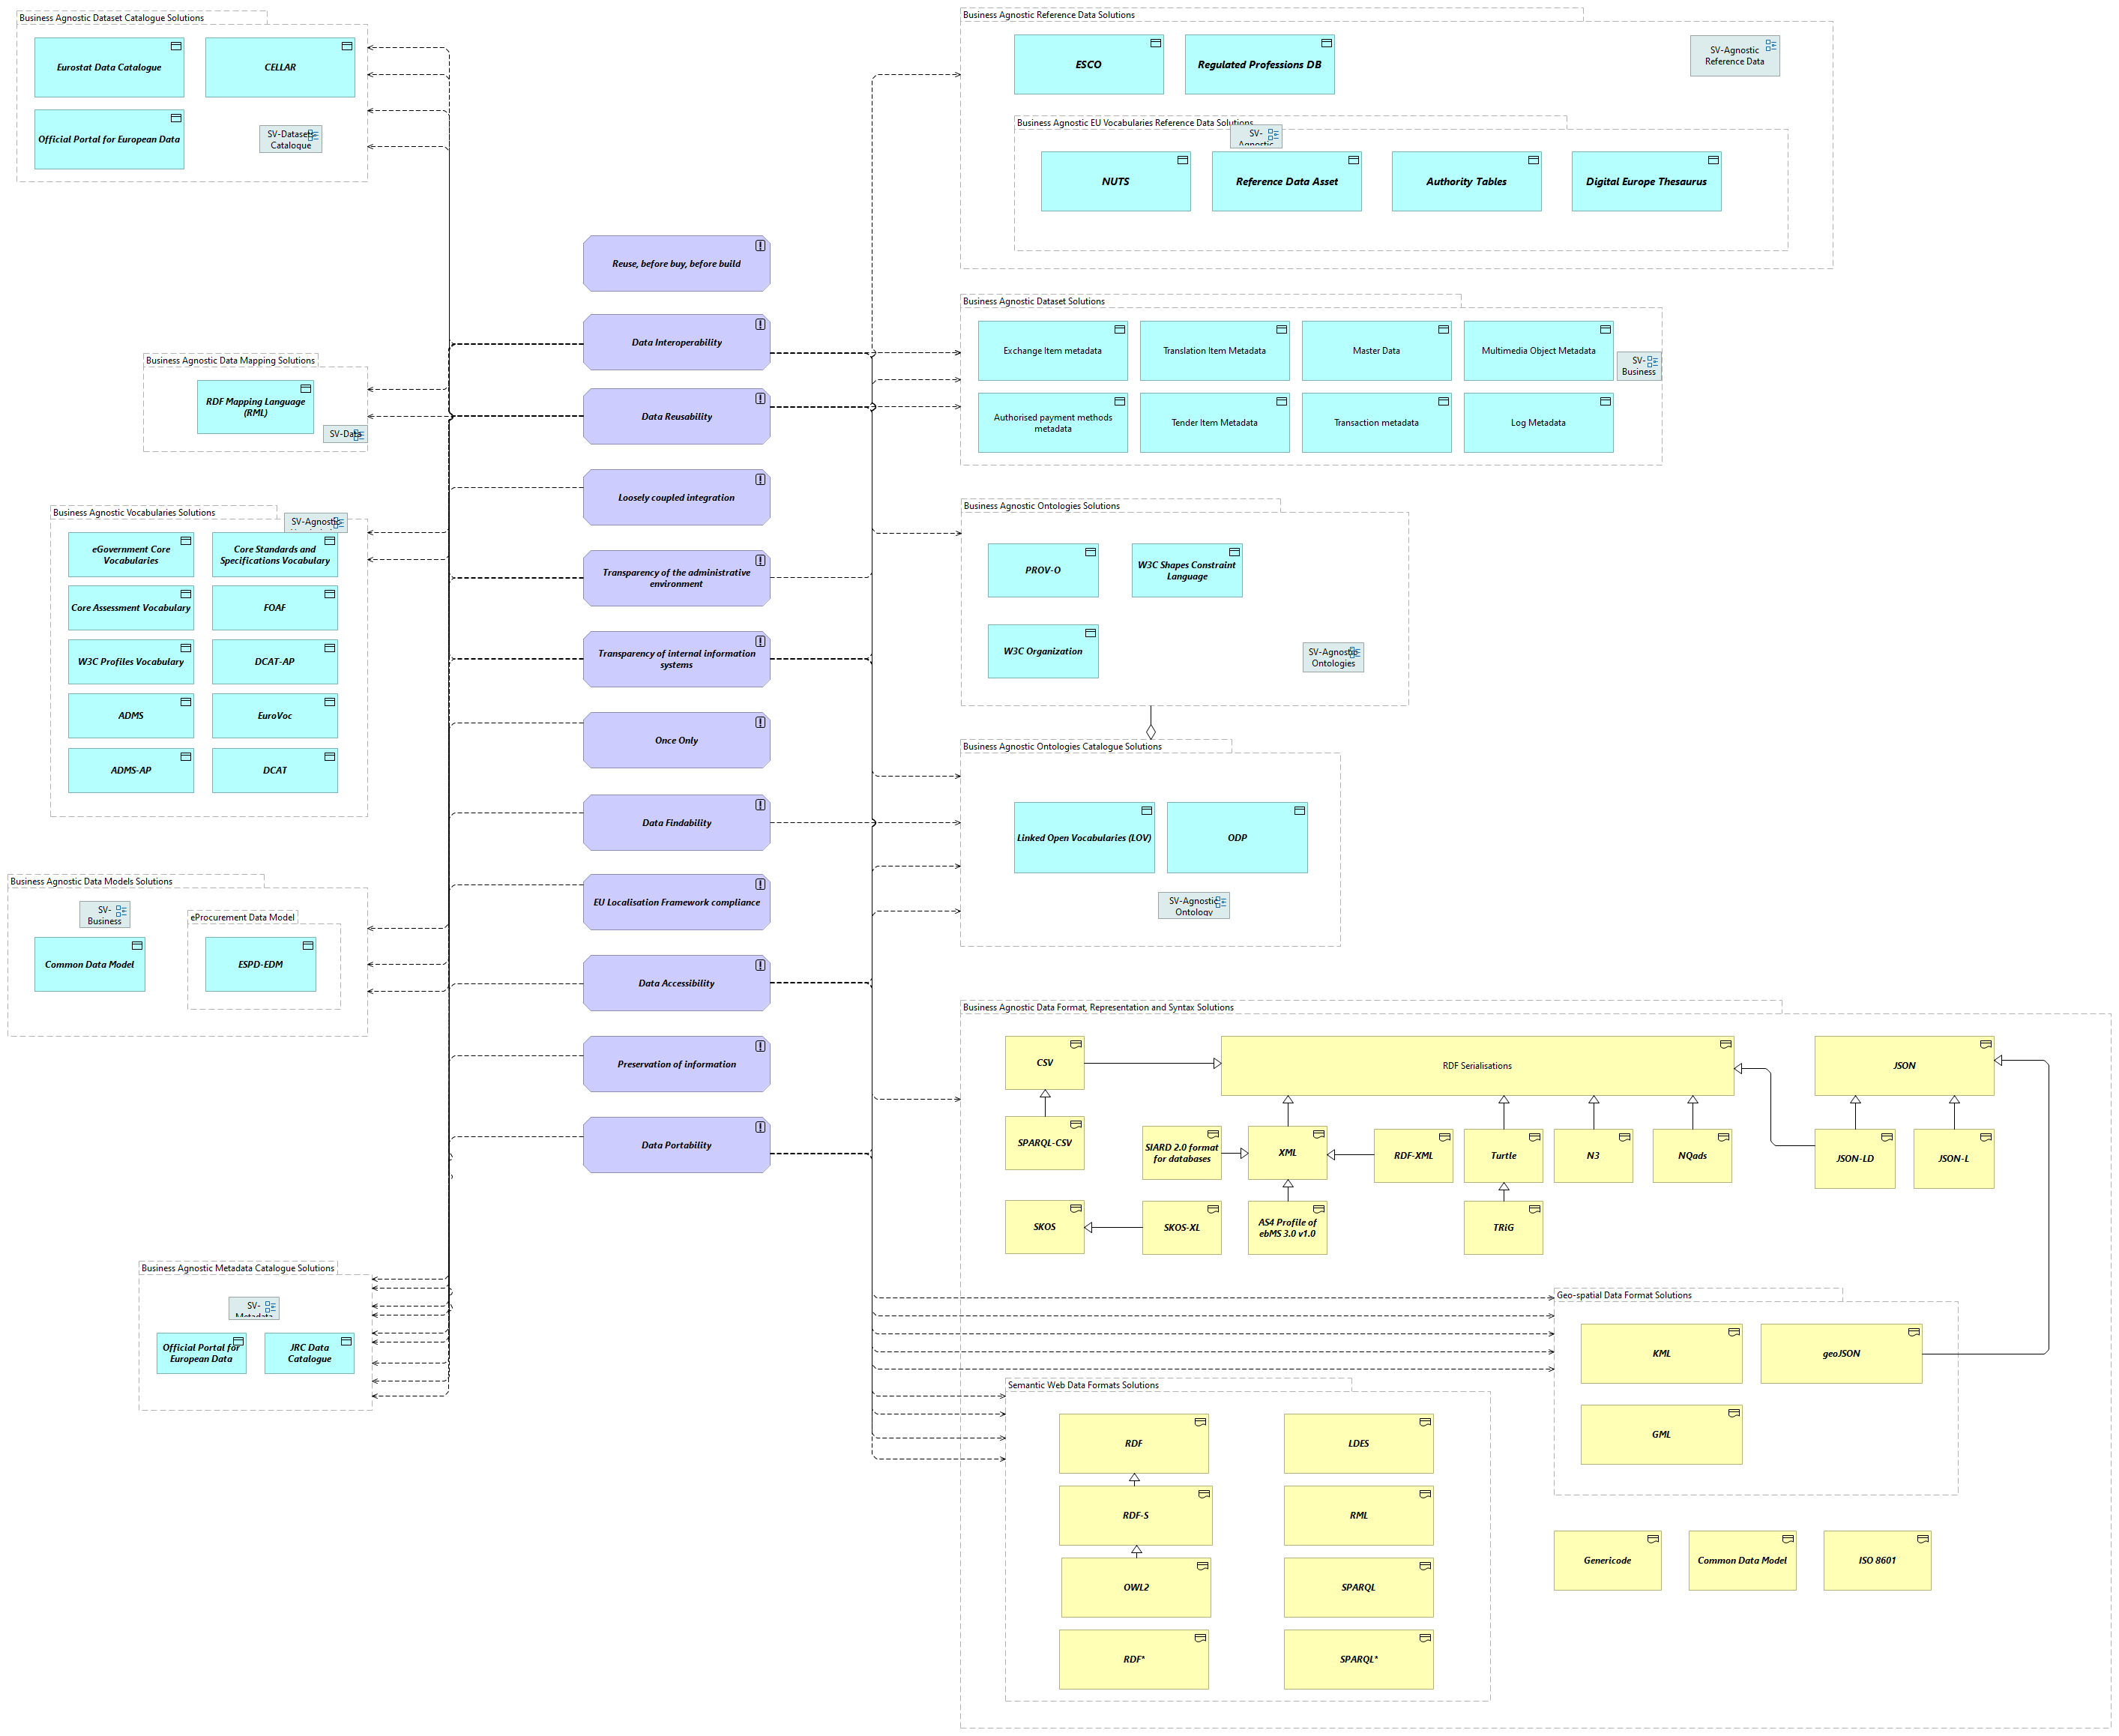 Business Agnostic Dataset Catalogue Solutions
Eurostat Data Catalogue
CELLAR
Official Portal for European Data
SV-Datasets
Catalogue
Business Agnostic Data Mapping Solutions
RDF Mapping Language
(RML)
SV-Data
Business Agnostic Vocabularies Solutions
SV-Agnostic
eGovernment Core
Vocabularies
Core Standards and
Specifications Vocabulary
Core Assessment Vocabulary
FOAF
W3C Profiles Vocabulary
DCAT-AP
ADMS
EuroVoc
ADMS-AP
DCAT
Business Agnostic Data Models Solutions
SV-
Business
Common Data Model
eProcurement Data Model
ESPD-EDM
Business Agnostic Metadata Catalogue Solutions
SV-
Metadata
Official Portal for
European Data
JRC Data
Catalogue
Reuse, before buy, before build
Data Interoperability
Data Reusability
Loosely coupled integration
Transparency of the administrative
environment
Transparency of internal information
systems
Once Only
Data Findability
EU Localisation Framework compliance
Data Accessibility
Preservation of information
Data Portability
Business Agnostic Reference Data Solutions
ESCO
Regulated Professions DB
SV-Agnostic
Reference Data
Business Agnostic EU Vocabularies Reference Data Solutions
SV-
Agnostic
NUTS
Reference Data Asset
Authority Tables
Digital Europe Thesaurus
Business Agnostic Dataset Solutions
Exchange Item metadata
Translation Item Metadata
Master Data
Multimedia Object Metadata
SV-
Business
Authorised payment methods
metadata
Tender Item Metadata
Transaction metadata
Log Metadata
Business Agnostic Ontologies Solutions
PROV-O
W3C Shapes Constraint
Language
W3C Organization
SV-Agnostic
Ontologies
Business Agnostic Ontologies Catalogue Solutions
Linked Open Vocabularies (LOV)
ODP
SV-Agnostic
Ontology
Business Agnostic Data Format, Representation and Syntax Solutions
CSV
RDF Serialisations
JSON
SPARQL-CSV
SIARD 2.0 format
for databases
XML
RDF-XML
Turtle
N3
NQads
JSON-LD
JSON-L
SKOS
SKOS-XL
AS4 Profile of
ebMS 3.0 v1.0
TRiG
Geo-spatial Data Format Solutions
KML
geoJSON
GML
Semantic Web Data Formats Solutions
RDF
LDES
RDF-S
RML
OWL2
SPARQL
RDF*
SPARQL*
Genericode
Common Data Model
ISO 8601